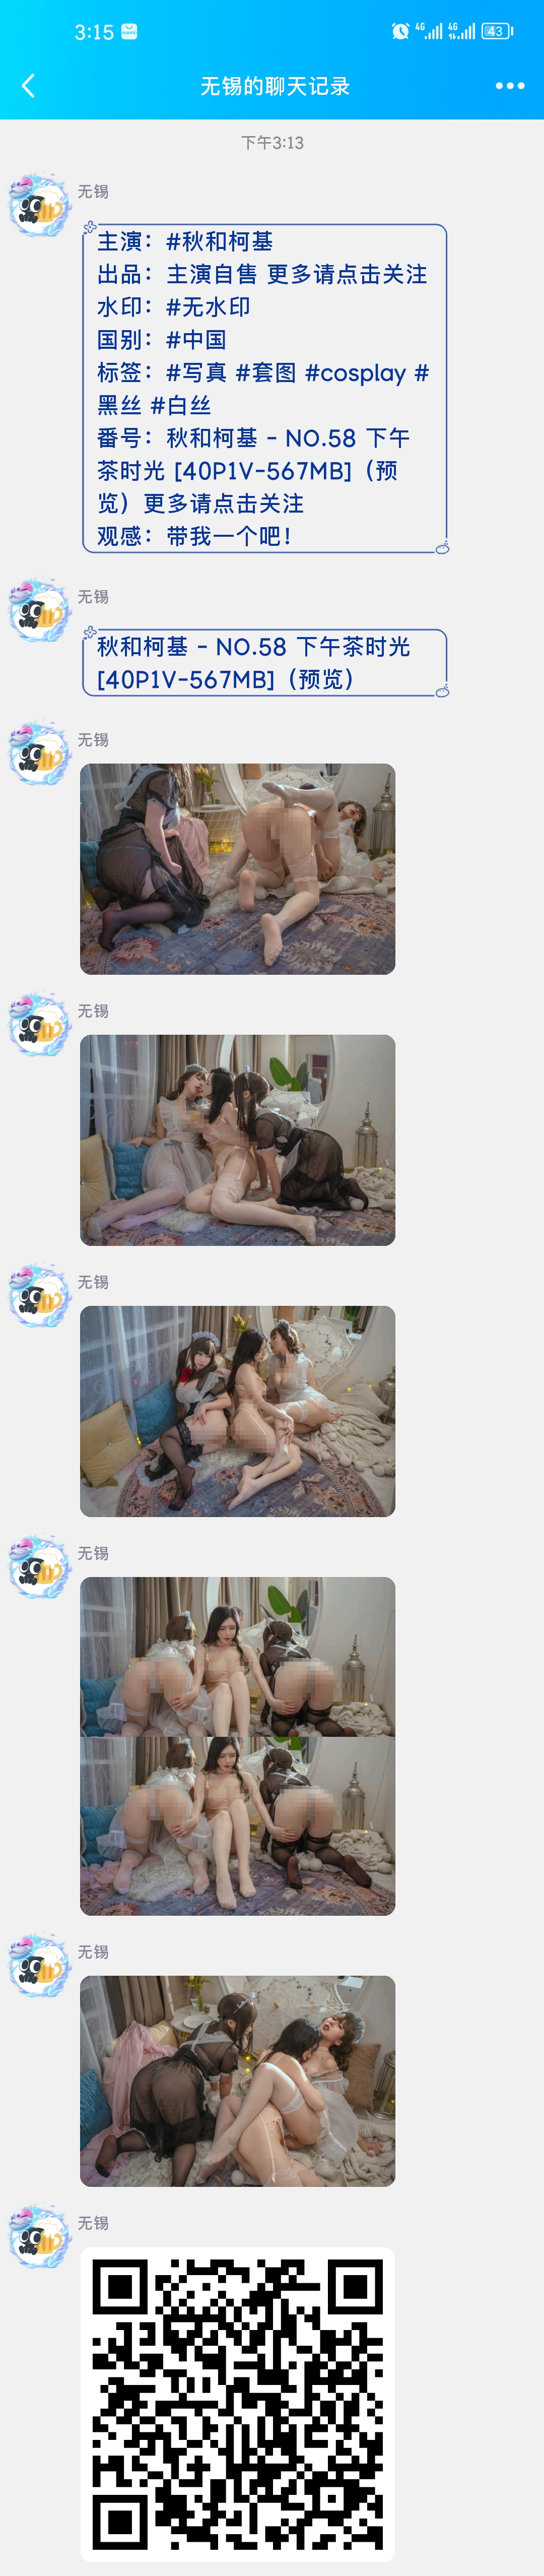 3:15
4G
4G
43
无锡的聊天记录
下午3:13
无锡
主演：#秋和柯基
出品：主演自售 更多请点击关注
水印：#无水印
国别：#中国
标签：#写真 #套图 #cosplay #
黑丝 #白丝
番号：秋和柯基 - NO.58 下午
茶时光 [40P1V-567MB]（预
览）更多请点击关注
观感：带我一个吧！
无锡
秋和柯基 - NO.58 下午茶时光
[40P1V-567MB]（预览）
无锡
无锡
无锡
无锡
无锡
无锡